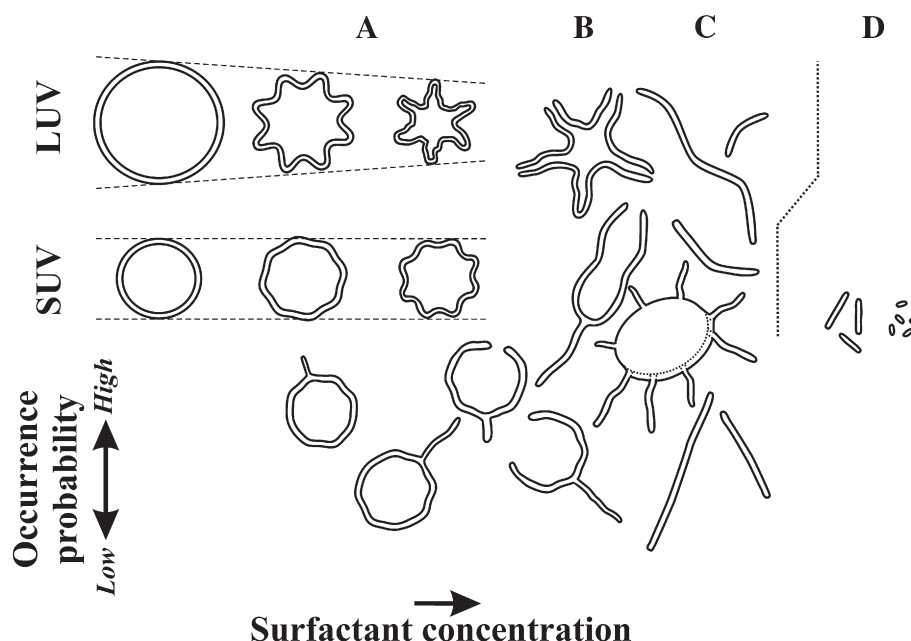 A
B
C
D
LUV
SUV
Occurrence
probability
High
Low
Surfactant concentration